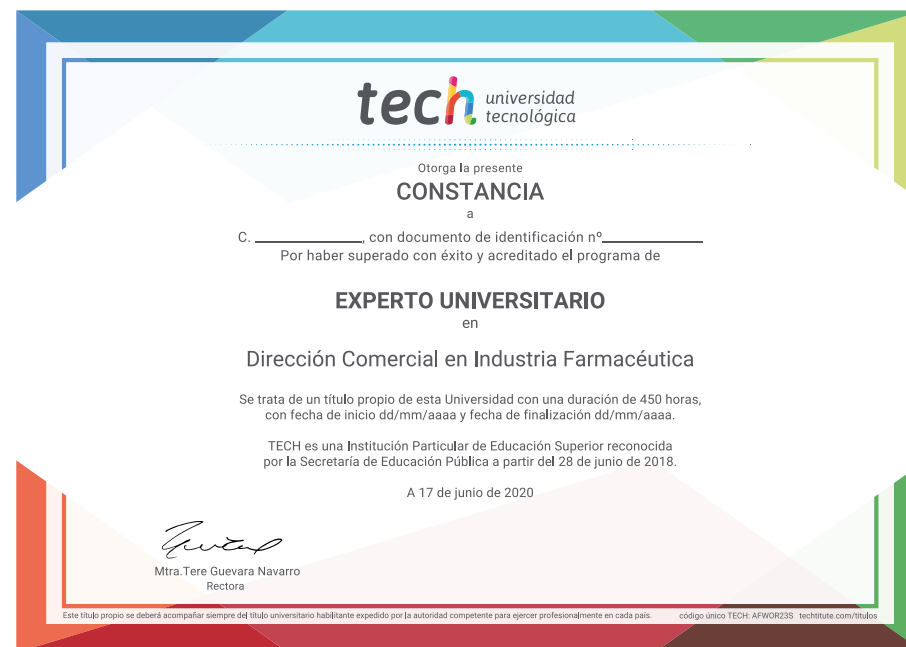 tech universidad
tecnológica
Otorga la presente
CONSTANCIA
a
C. ____________, con documento de identificación nº____________
Por haber superado con éxito y acreditado el programa de
EXPERTO UNIVERSITARIO
en
Dirección Comercial en Industria Farmacéutica
Se trata de un título propio de esta Universidad con una duración de 450 horas,
con fecha de inicio dd/mm/aaaa y fecha de finalización dd/mm/aaaa.
TECH es una Institución Particular de Educación Superior reconocida
por la Secretaría de Educación Pública a partir del 28 de junio de 2018.
A 17 de junio de 2020
Mtra.Tere Guevara Navarro
Rectora
Este título propio se deberá acompañar siempre del título universitario habilitante expedido por la autoridad competente para ejercer profesionalmente en cada país. código único TECH: AFWOR23S techtitute.com/titulos